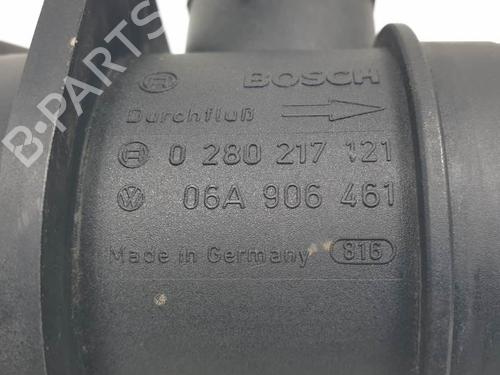 BOSCH
Durchfluß
0 280 217 121
06A 906 461
Made in Germany 816
B-PARTS